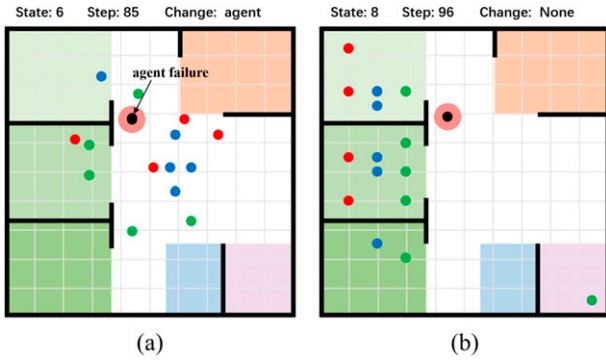 State: 6 Step: 85 Change: agent
agent failure
(a)
State: 8 Step: 96 Change: None
(b)